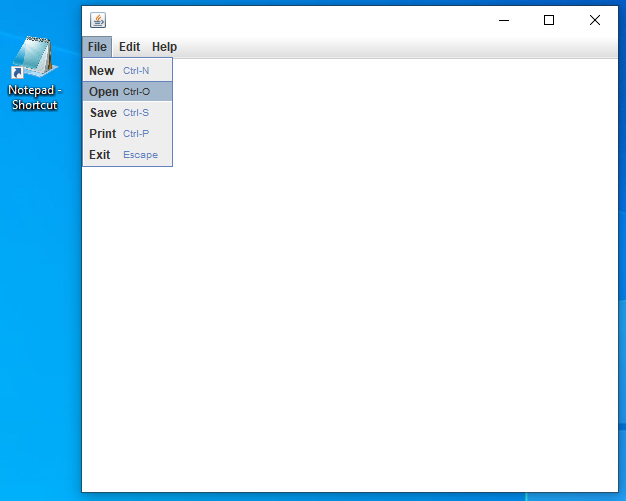 Notepad -
Shortcut
File Edit Help
New Ctrl-N
Open Ctrl-O
Save Ctrl-S
Print Ctrl-P
Exit Escape